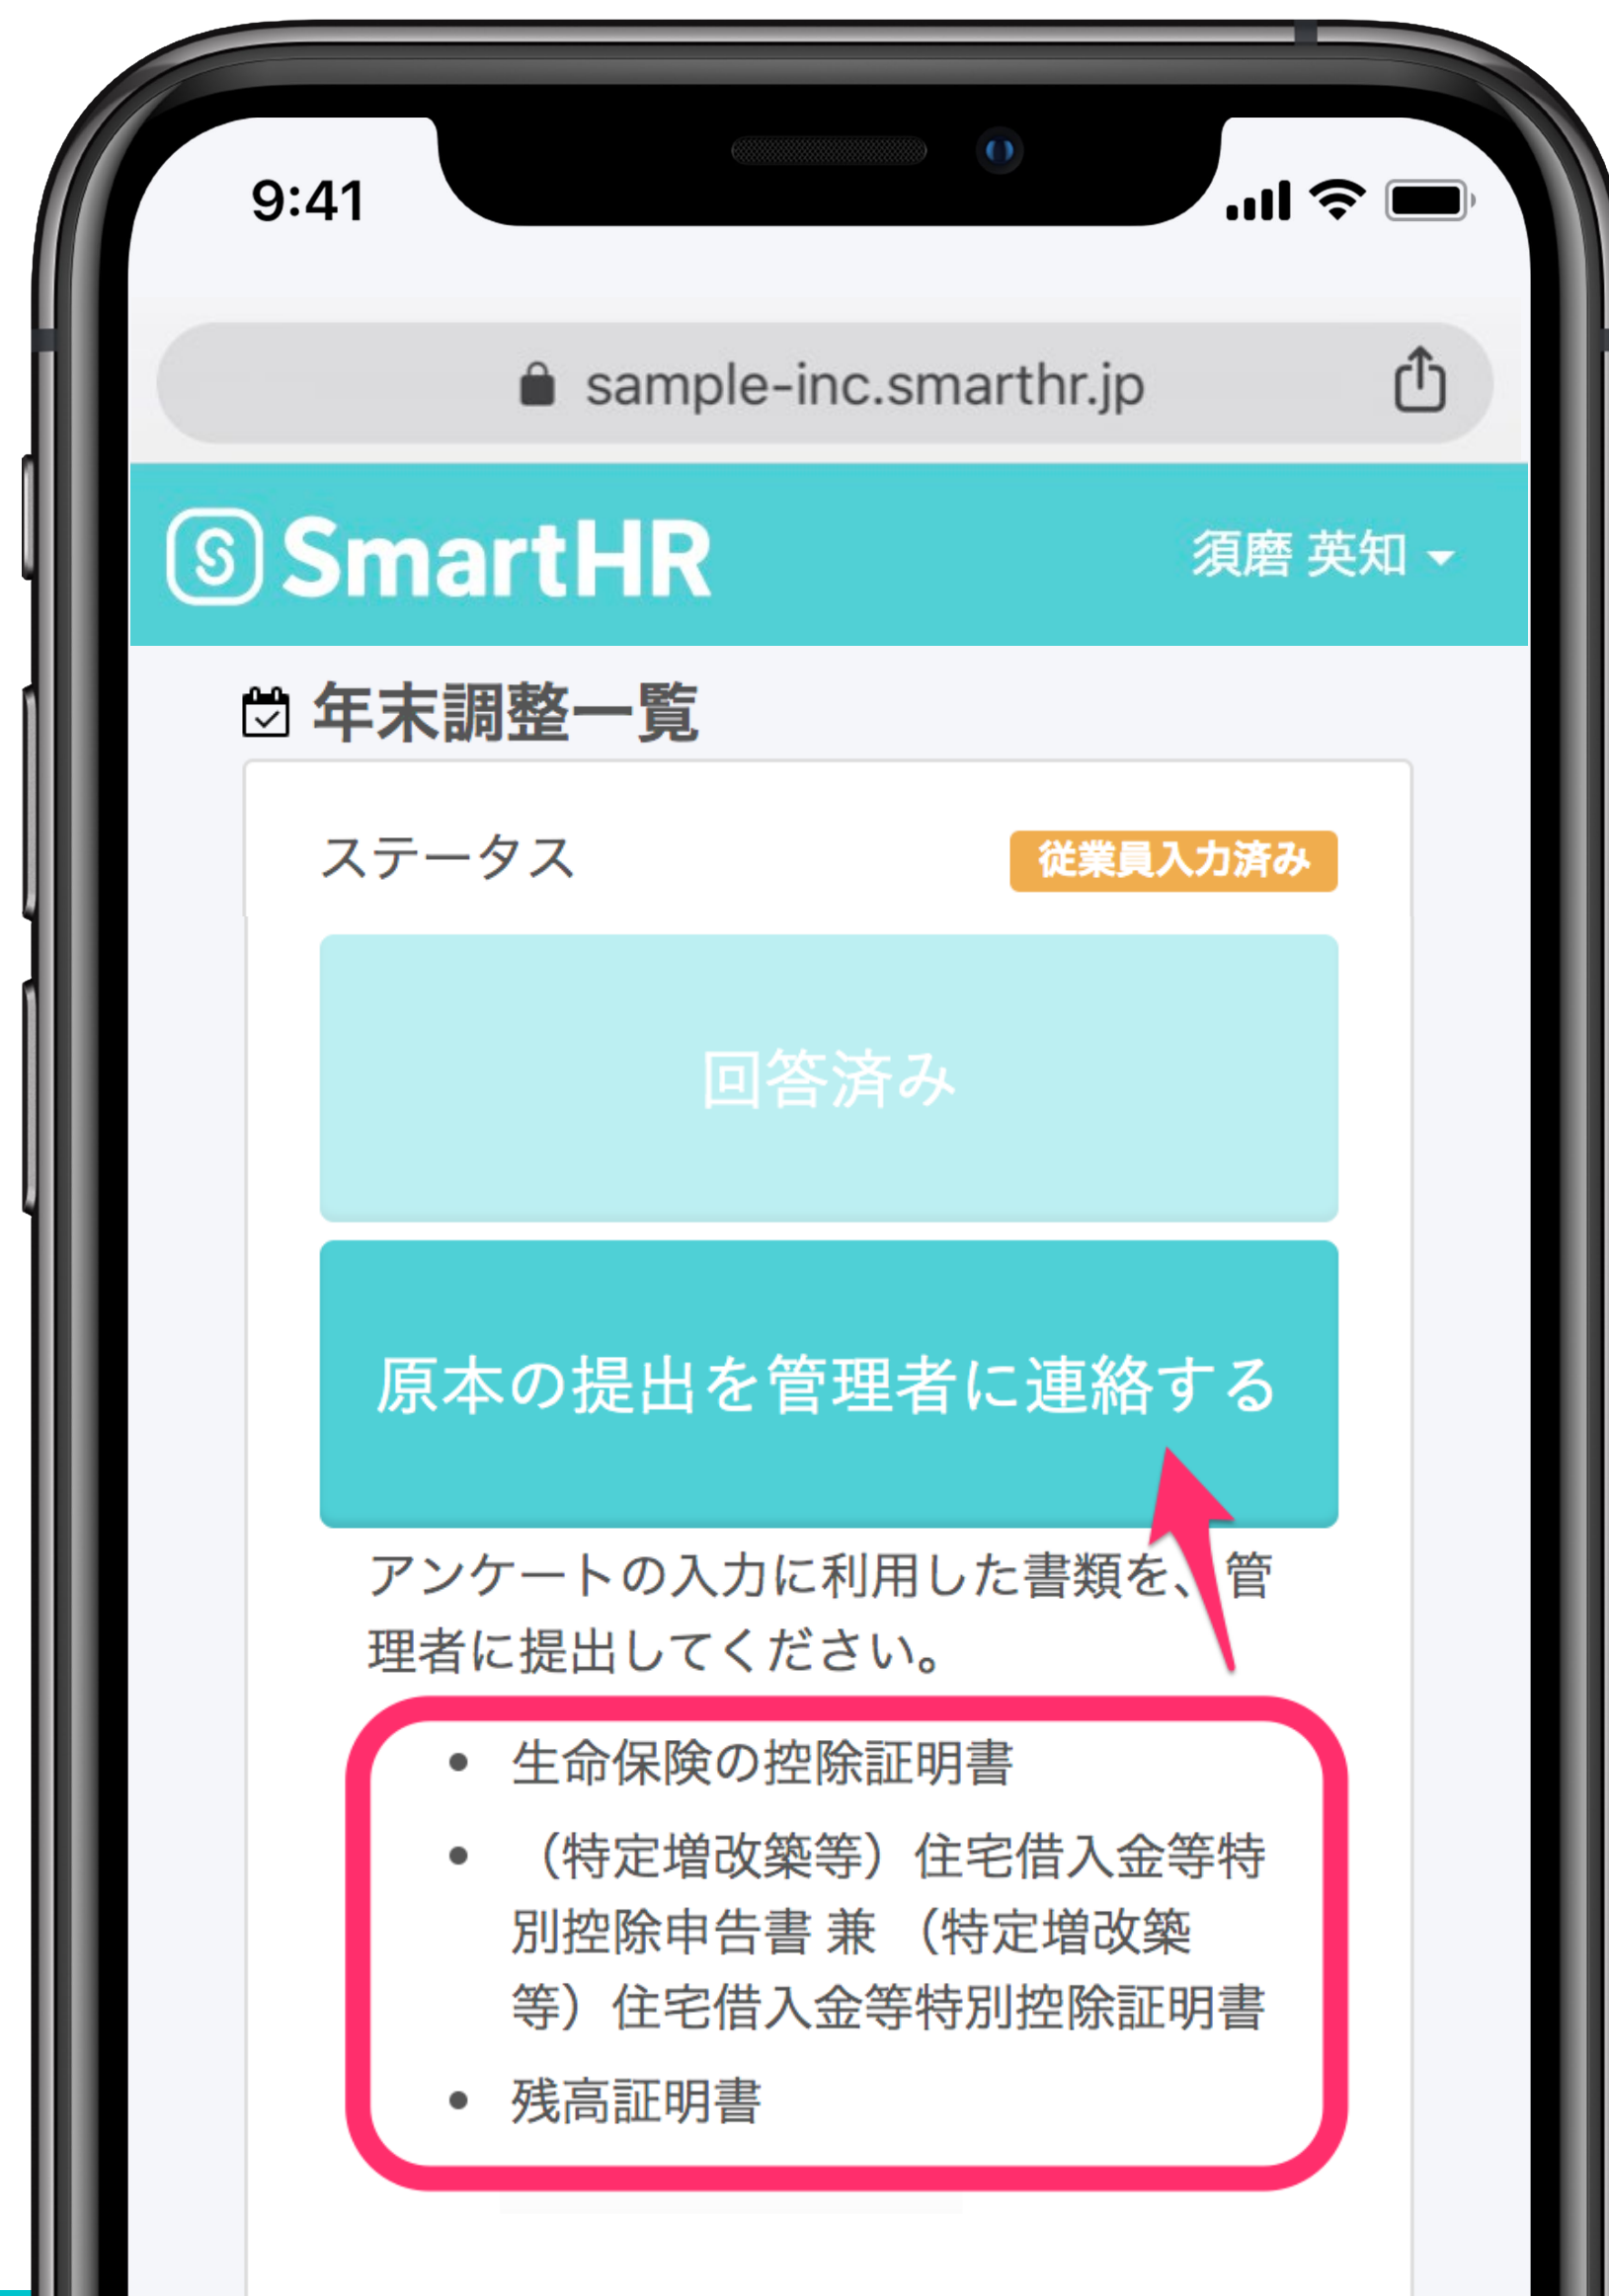 9:41
sample-inc.smarthr.jp
SmartHR
須磨 英知
年末調整一覧
ステータス
従業員入力済み
回答済み
原本の提出を管理者に連絡する
アンケートの入力に利用した書類を、管
理者に提出してください。
• 生命保険の控除証明書
• （特定増改築等）住宅借入金等特
別控除申告書 兼 （特定増改築
等）住宅借入金等特別控除証明書
• 残高証明書